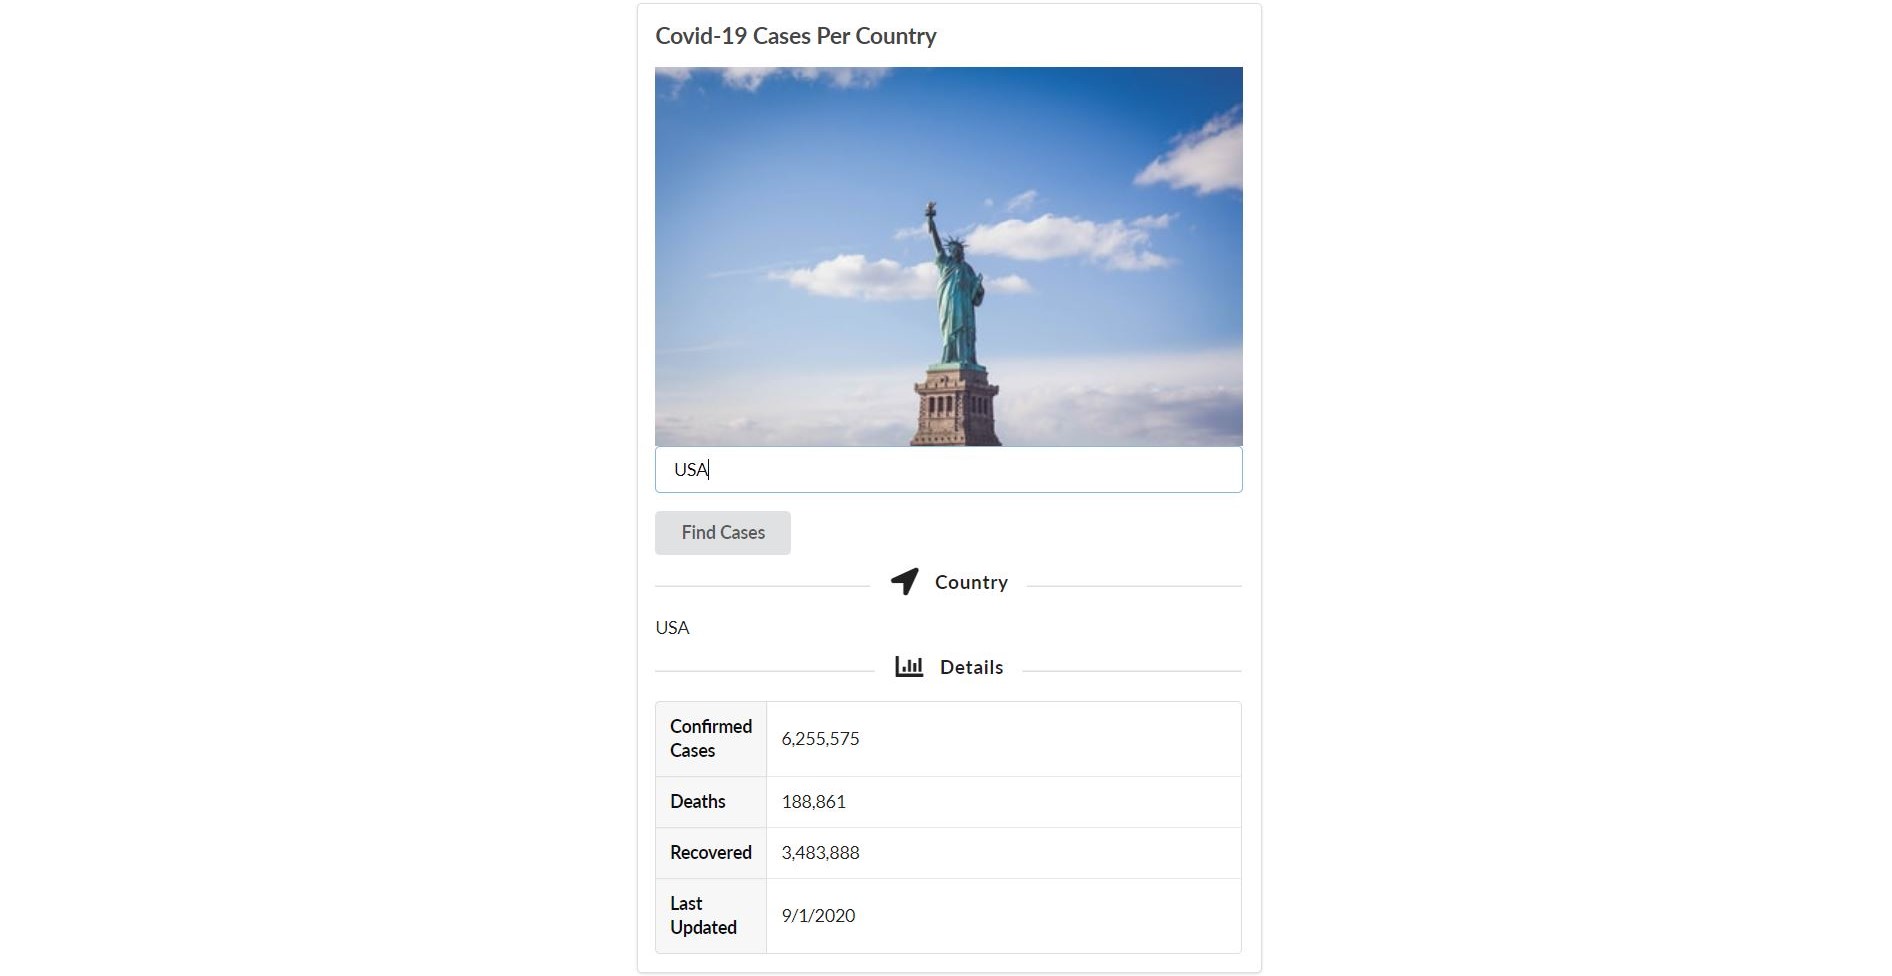 Covid-19 Cases Per Country
USA
Find Cases
Country
USA
Details
Confirmed
Cases
6,255,575
Deaths
188,861
Recovered
3,483,888
Last
Updated
9/1/2020